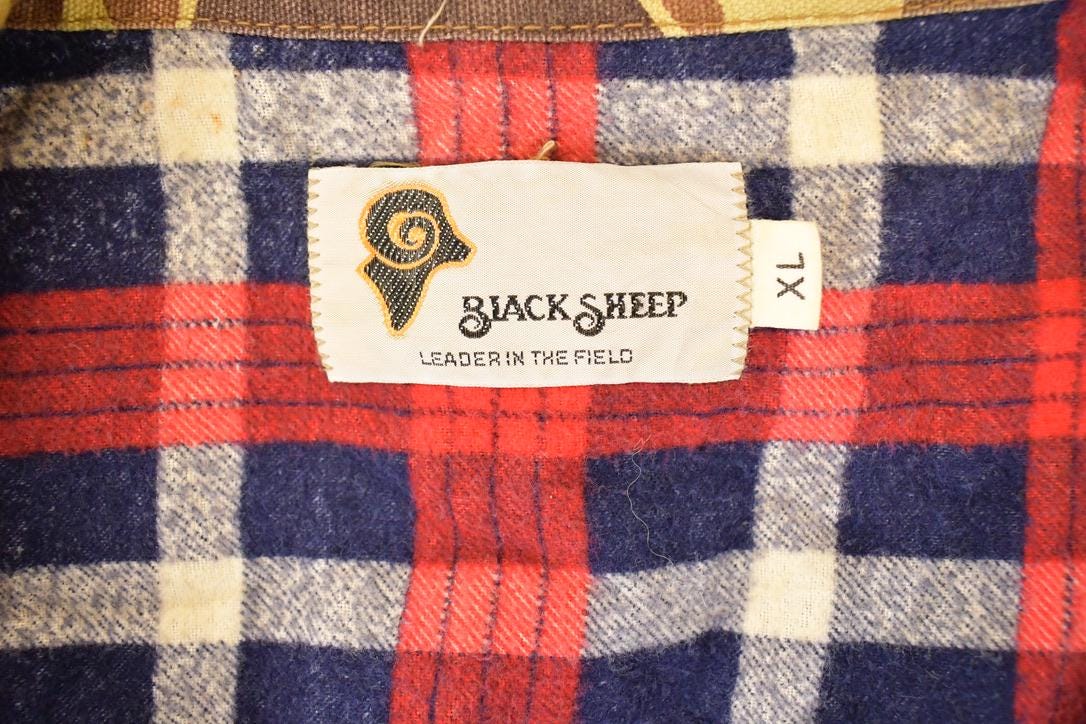 BLACK SHEEP
LEADER IN THE FIELD
XL